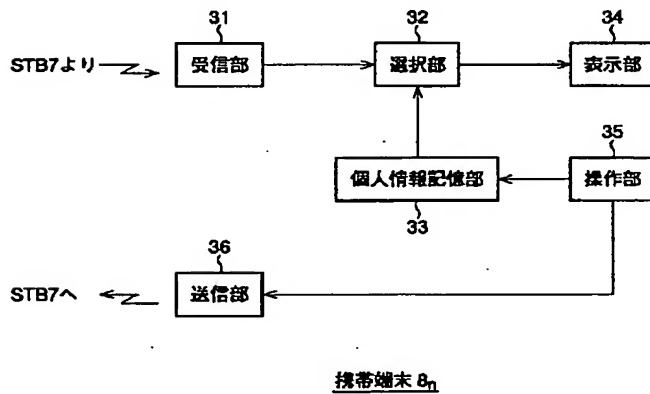 31
32
34
STB7より
受信部
選択部
表示部
35
個人情報記憶部
操作部
33
36
STB7へ
送信部
携帯端末 8n